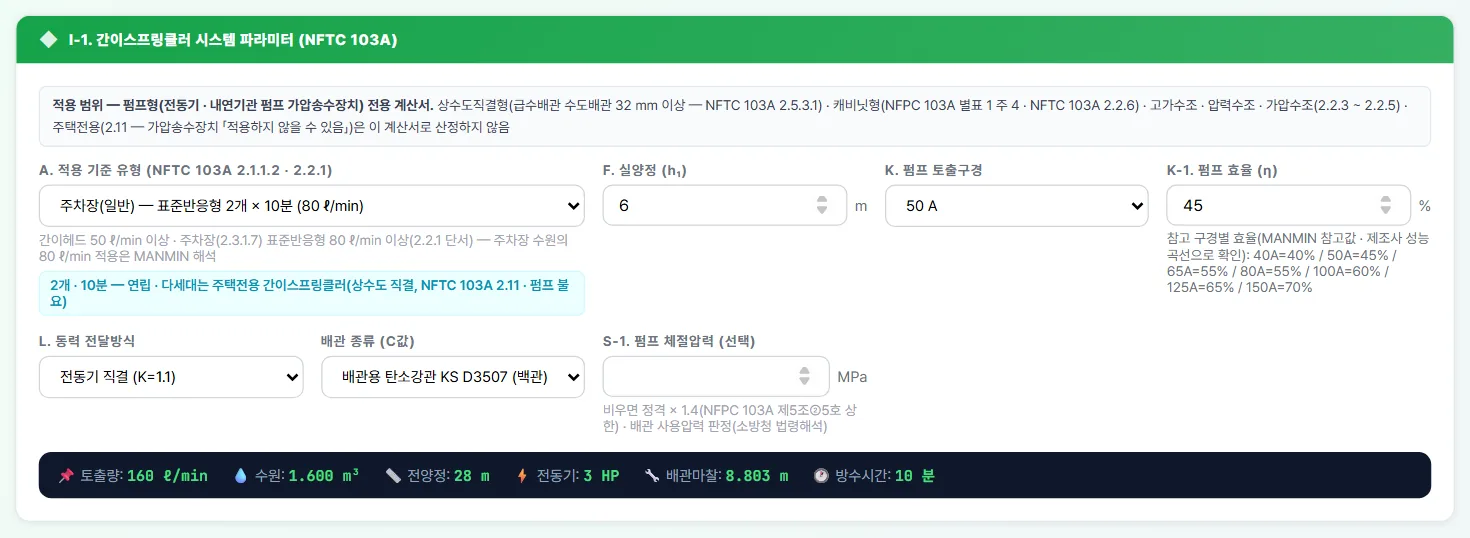 I-1. 간이스프링클러 시스템 파라미터 (NFTC 103A)
적용 범위 — 펌프형(전동기 · 내연기관 펌프 가압송수장치) 전용 계산서. 상수도직결형(급수배관 수도배관 32 mm 이상 — NFTC 103A 2.5.3.1) · 캐비닛형(NFPC 103A 별표 1 주 4 · NFTC 103A 2.2.6) · 고가수조 · 압력수조 · 가압수조(2.2.3 ~ 2.2.5) ·
주택전용(2.11 — 가압송수장치 「적용하지 않을 수 있음」)은 이 계산서로 산정하지 않음
A. 적용 기준 유형 (NFTC 103A 2.1.1.2 · 2.2.1)
주차장(일반) — 표준반응형 2개 × 10분 (80 ℓ/min)
간이헤드 50 ℓ/min 이상 · 주차장(2.3.1.7) 표준반응형 80 ℓ/min 이상(2.2.1 단서) — 주차장 수원의
80 ℓ/min 적용은 MANMIN 해석
2개 · 10분 — 연립 · 다세대는 주택전용 간이스프링클러(상수도 직결, NFTC 103A 2.11 · 펌프 불
요)
F. 실양정 (h₁)
6 m
K. 펌프 토출구경
50 A
K-1. 펌프 효율 (η)
45 %
참고 구경별 효율(MANMIN 참고값 · 제조사 성능
곡선으로 확인): 40A=40% / 50A=45% /
65A=55% / 80A=55% / 100A=60% /
125A=65% / 150A=70%
L. 동력 전달방식
전동기 직결 (K=1.1)
배관 종류 (C값)
배관용 탄소강관 KS D3507 (백관)
S-1. 펌프 체절압력 (선택)
MPa
비우면 정격 × 1.4(NFPC 103A 제5조②5호 상
한) · 배관 사용압력 판정(소방청 법령해석)
토출량: 160 ℓ/min 수원: 1.600 m³ 전양정: 28 m 전동기: 3 HP 배관마찰: 8.803 m 방수시간: 10 분